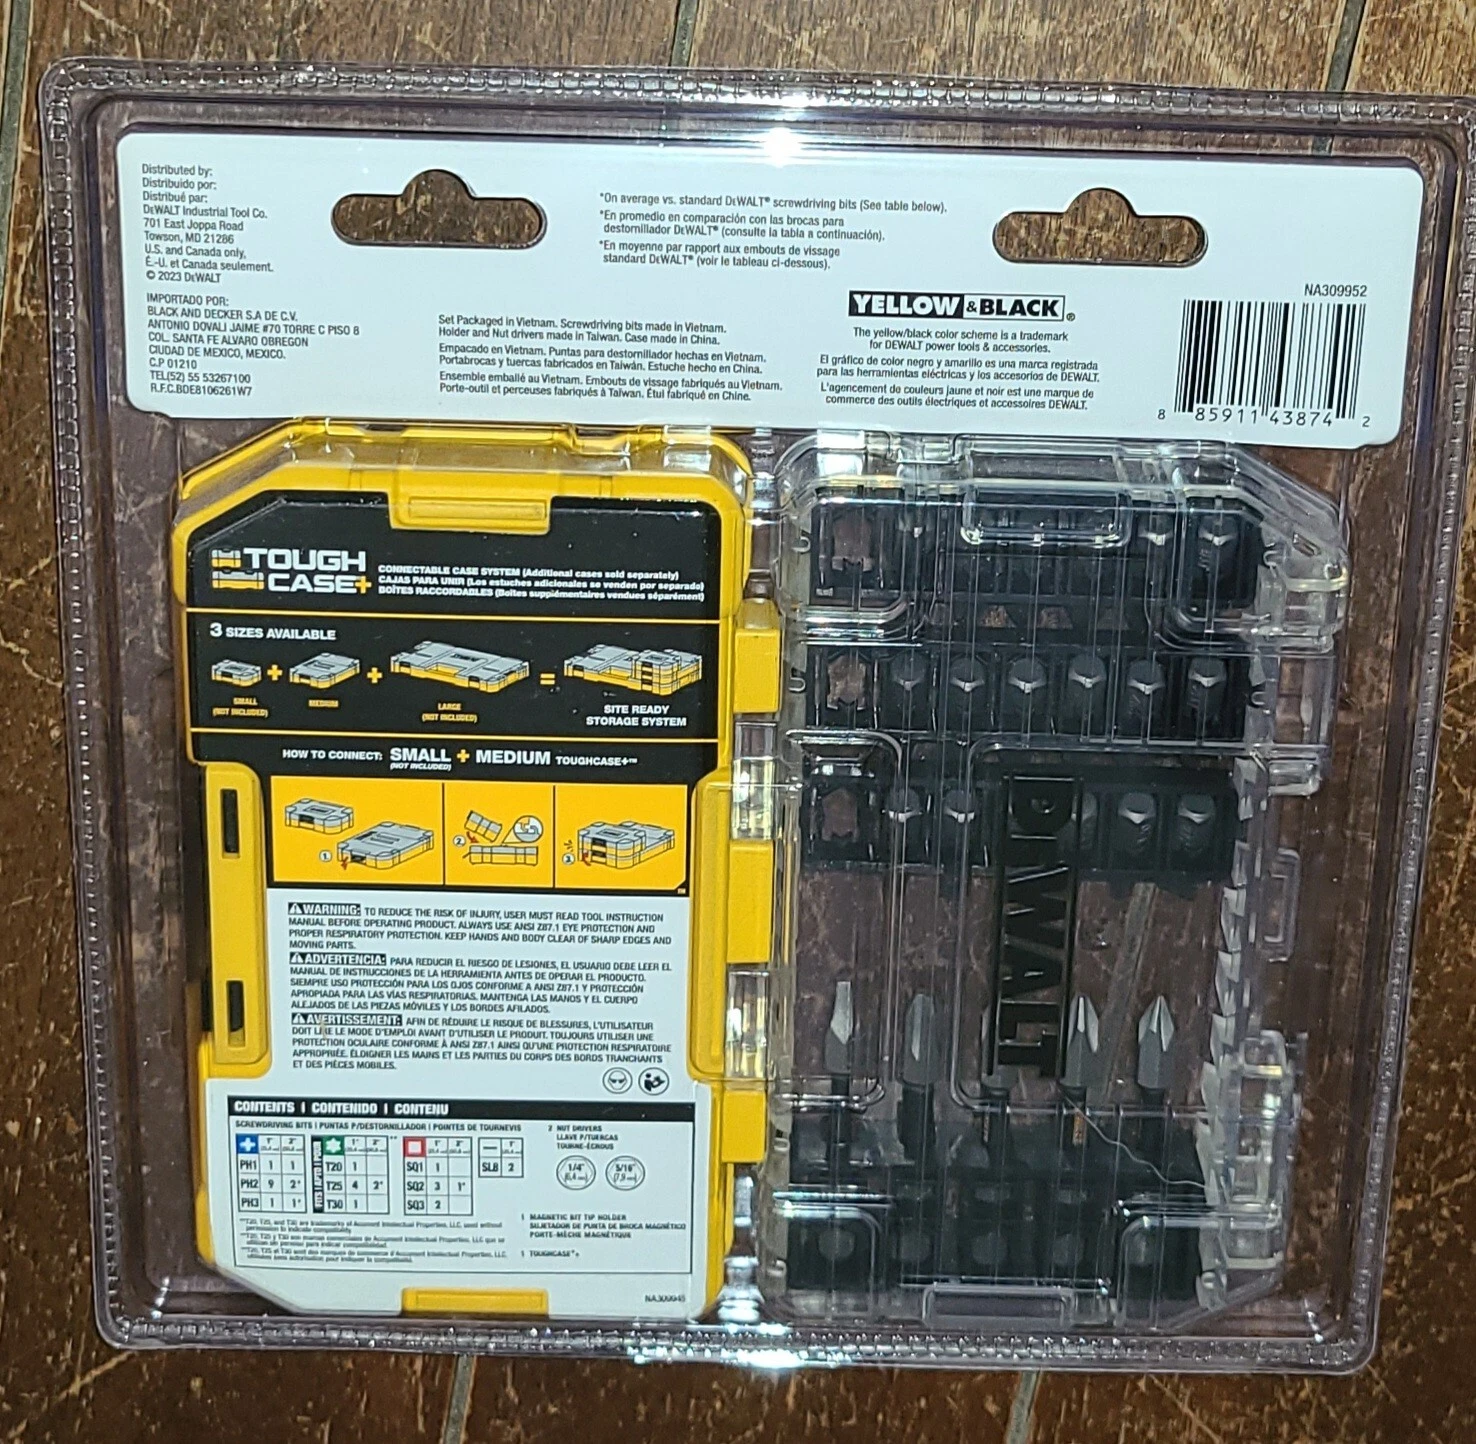 Distributed by:
Distribuido por:
Distribué par:
DEWALT Industrial Tool Co.
701 East Joppa Road
Towson, MD 21286
U.S. and Canada only,
É.-U. et Canada seulement.
© 2023 DEWALT
IMPORTADO POR:
BLACK AND DECKER S.A DE C.V.
ANTONIO DOVALI JAIME #70 TORRE C PISO 8
COL. SANTA FE ALVARO OBREGON
CIUDAD DE MEXICO, MEXICO.
C.P 01210
TEL(52) 55 53267100
R.F.C.BDE8106261W7
*On average vs. standard DEWALT® screwdriving bits (See table below).
*En promedio en comparación con las brocas para
destornillador DEWALT® (consulte la tabla a continuación).
*En moyenne par rapport aux embouts de vissage
standard DEWALT® (voir le tableau ci-dessous).
Set Packaged in Vietnam. Screwdriving bits made in Vietnam.
Holder and Nut drivers made in Taiwan. Case made in China.
Empacado en Vietnam. Puntas para destornillador hechas en Vietnam.
Portabrocas y tuercas fabricados en Taiwán. Estuche hecho en China.
Ensemble emballé au Vietnam. Embouts de vissage fabriqués au Vietnam.
Porte-outil et perceuses fabriqués à Taïwan. Étui fabriqué en Chine.
YELLOW & BLACK ®
The yellow/black color scheme is a trademark
for DEWALT power tools & accessories.
El gráfico de color negro y amarillo es una marca registrada
para las herramientas eléctricas y los accesorios de DEWALT.
L'agencement de couleurs jaune et noir est une marque de
commerce des outils électriques et accessoires DEWALT.
NA309952
8 85911 43874 2
TOUGH
CASE+
CONNECTABLE CASE SYSTEM (Additional cases sold separately)
CAJAS PARA UNIR (Los estuches adicionales se venden por separado)
BOÎTES RACCORDABLES (Boîtes supplémentaires vendues séparément)
3 SIZES AVAILABLE
SMALL
(NOT INCLUDED)
+
MEDIUM
+
LARGE
(NOT INCLUDED)
=
SITE READY
STORAGE SYSTEM
HOW TO CONNECT: SMALL + MEDIUM TOUGHCASE+™
(NOT INCLUDED)
1.
2.
3.
WARNING: TO REDUCE THE RISK OF INJURY, USER MUST READ TOOL INSTRUCTION
MANUAL BEFORE OPERATING PRODUCT. ALWAYS USE ANSI Z87.1 EYE PROTECTION AND
PROPER RESPIRATORY PROTECTION. KEEP HANDS AND BODY CLEAR OF SHARP EDGES AND
MOVING PARTS.
ADVERTENCIA: PARA REDUCIR EL RIESGO DE LESIONES, EL USUARIO DEBE LEER EL
MANUAL DE INSTRUCCIONES DE LA HERRAMIENTA ANTES DE OPERAR EL PRODUCTO.
SIEMPRE USO PROTECCIÓN PARA LOS OJOS CONFORME A ANSI Z87.1 Y PROTECCIÓN
APROPIADA PARA LAS VÍAS RESPIRATORIAS. MANTENGA LAS MANOS Y EL CUERPO
ALEJADOS DE LAS PIEZAS MÓVILES Y LOS BORDES AFILADOS.
AVERTISSEMENT: AFIN DE RÉDUIRE LE RISQUE DE BLESSURES, L'UTILISATEUR
DOIT LIRE LE MODE D'EMPLOI AVANT D'UTILISER LE PRODUIT. TOUJOURS UTILISER UNE
PROTECTION OCULAIRE CONFORME À ANSI Z87.1 AINSI QU'UNE PROTECTION RESPIRATOIRE
APPROPRIÉE. ÉLOIGNER LES MAINS ET LES PARTIES DU CORPS DES BORDS TRANCHANTS
ET DES PIÈCES MOBILES.
CONTENTS | CONTENIDO | CONTENU
SCREWDRIVING BITS | PUNTAS P/DESTORNILLADOR | POINTES DE TOURNEVIS
1" 2" 1" 2" ** 1" 2" 1"
PH1 1 1 T20 1 SQ1 1 SL8 2
PH2 9 2* T25 4 2* SQ2 3 1*
PH3 1 1* T30 1 SQ3 2
2 NUT DRIVERS
LLAVE P/TUERCAS
TOURNE-ÉCROUS
1/4"
5/16"
1 MAGNETIC BIT TIP HOLDER
SUJETADOR DE PUNTA DE BROCA MAGNÉTICO
PORTE-MÈCHE MAGNÉTIQUE
1 TOUGHCASE®+
NA309945
DEWALT